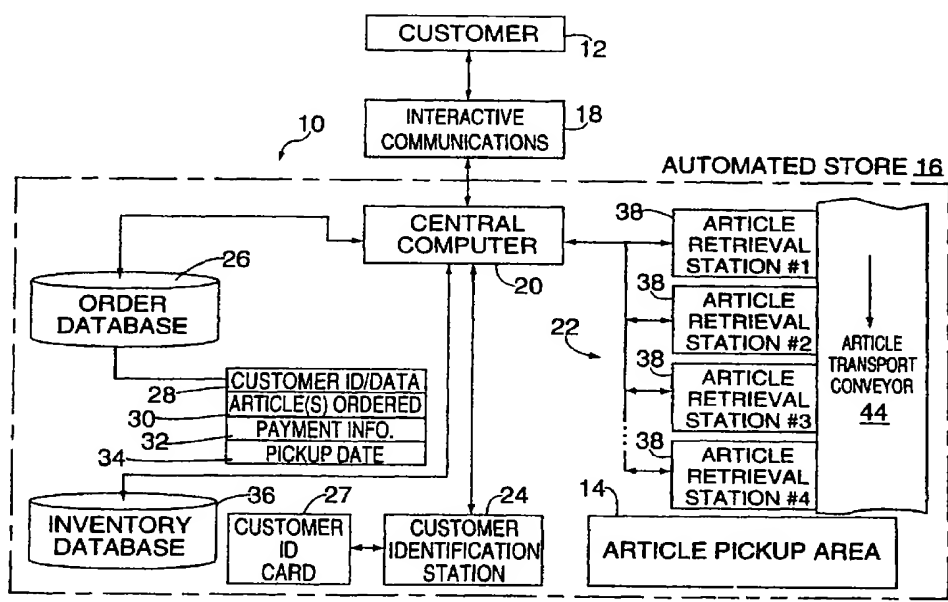 CUSTOMER
12
INTERACTIVE
COMMUNICATIONS
18
10
AUTOMATED STORE 16
CENTRAL
COMPUTER
20
26
ORDER
DATABASE
CUSTOMER ID/DATA
28
ARTICLE(S) ORDERED
30
PAYMENT INFO.
32
PICKUP DATE
34
36
INVENTORY
DATABASE
27
CUSTOMER
ID
CARD
24
CUSTOMER
IDENTIFICATION
STATION
22
38
ARTICLE
RETRIEVAL
STATION #1
38
ARTICLE
RETRIEVAL
STATION #2
38
ARTICLE
RETRIEVAL
STATION #3
38
ARTICLE
RETRIEVAL
STATION #4
ARTICLE
TRANSPORT
CONVEYOR
44
14
ARTICLE PICKUP AREA